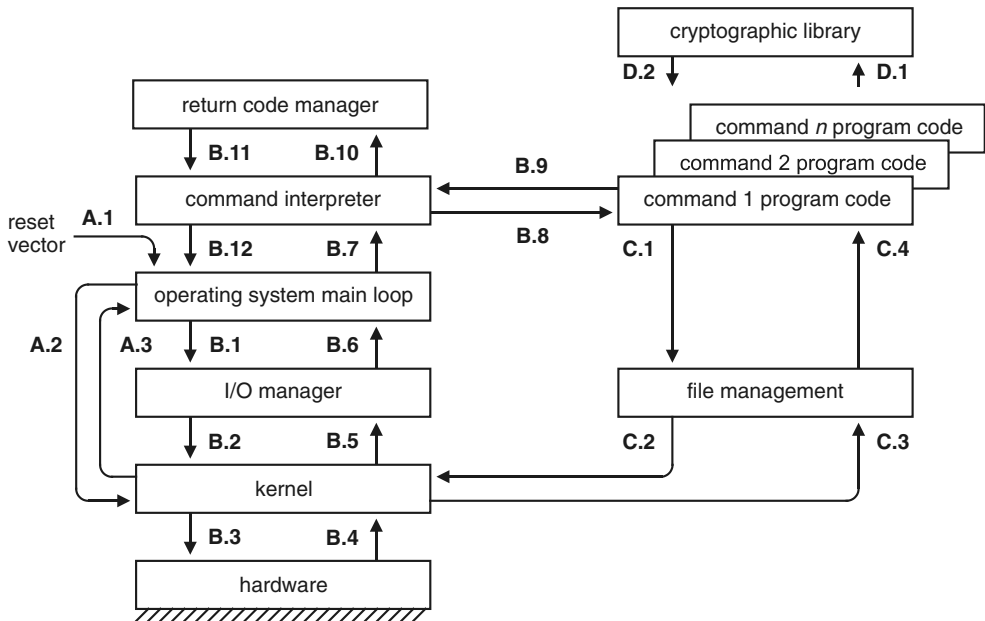 cryptographic library
D.2
D.1
return code manager
command n program code
B.11
B.10
command 2 program code
B.9
command interpreter
command 1 program code
reset
vector
A.1
B.12
B.7
B.8
C.1
C.4
operating system main loop
A.2
A.3
B.1
B.6
I/O manager
file management
B.2
B.5
C.2
C.3
kernel
B.3
B.4
hardware